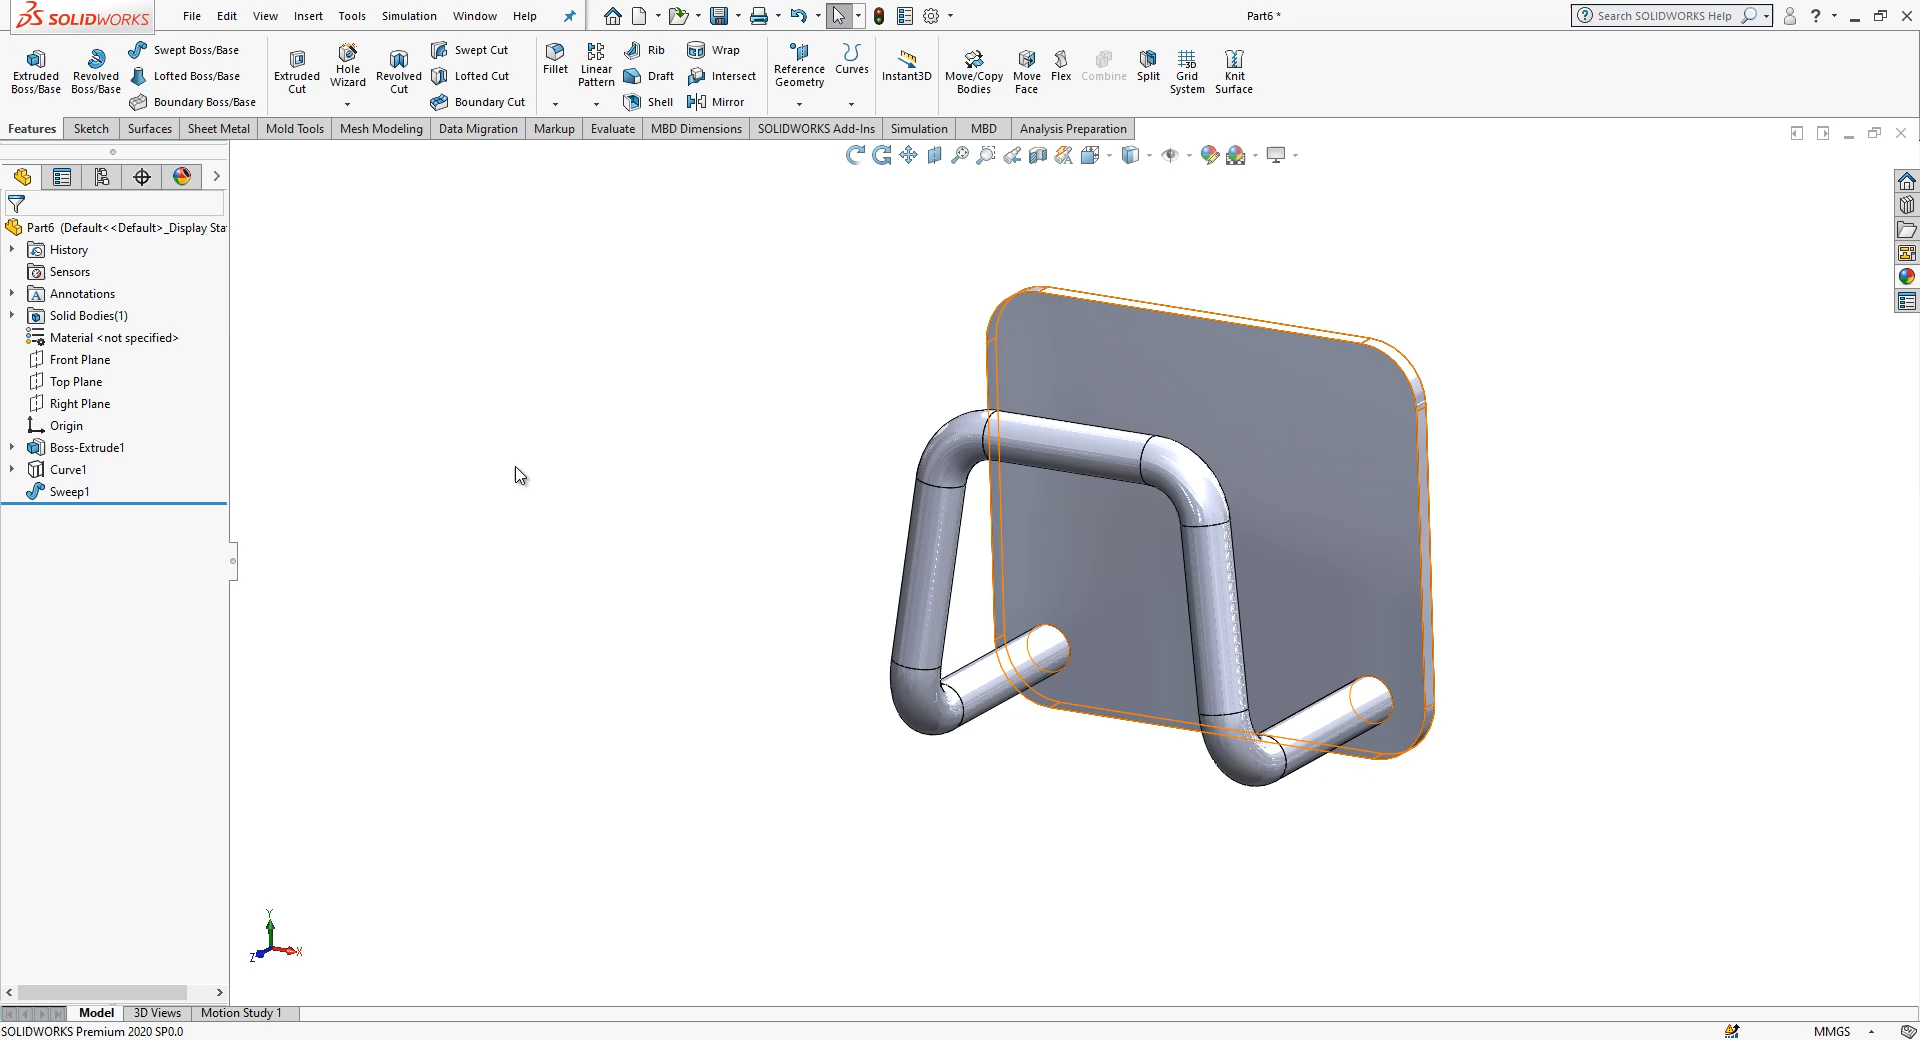 SOLIDWORKS File Edit View Insert Tools Simulation Window Help Part6 * Search SOLIDWORKS Help
Extruded Boss/Base
Revolved Boss/Base
Swept Boss/Base
Lofted Boss/Base
Boundary Boss/Base
Extruded Cut
Hole Wizard
Revolved Cut
Swept Cut
Lofted Cut
Boundary Cut
Fillet
Linear Pattern
Rib
Draft
Shell
Wrap
Intersect
Mirror
Reference Geometry
Curves
Instant3D
Move/Copy Bodies
Move Face
Flex
Combine
Split
Grid System
Knit Surface
Features Sketch Surfaces Sheet Metal Mold Tools Mesh Modeling Data Migration Markup Evaluate MBD Dimensions SOLIDWORKS Add-Ins Simulation MBD Analysis Preparation
Part6 (Default<<Default>_Display Sta
History
Sensors
Annotations
Solid Bodies(1)
Material <not specified>
Front Plane
Top Plane
Right Plane
Origin
Boss-Extrude1
Curve1
Sweep1
Y
X
Z
Model 3D Views Motion Study 1
SOLIDWORKS Premium 2020 SP0.0 MMGS